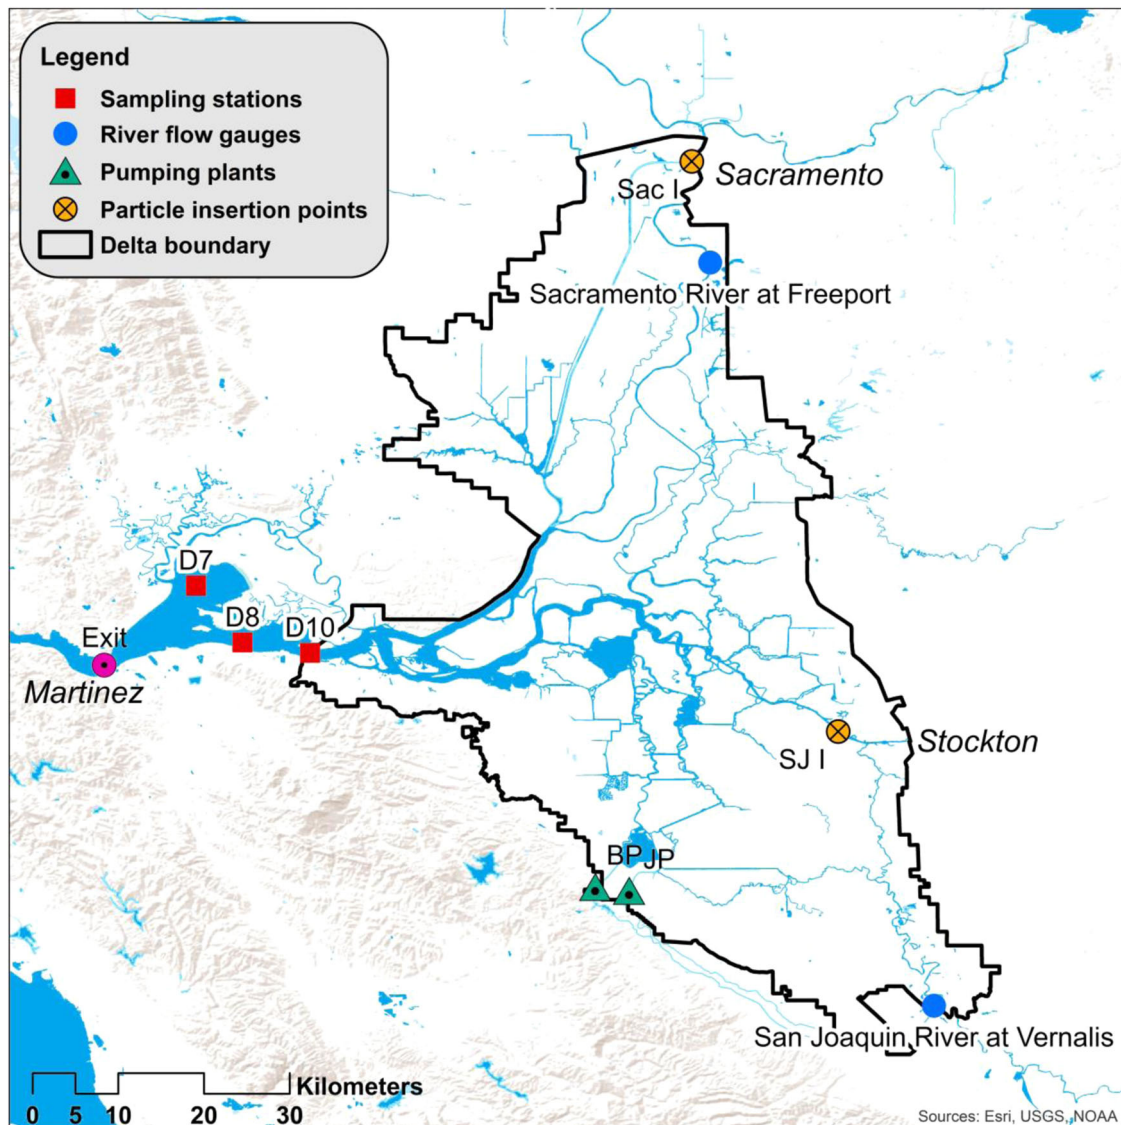 Legend
Sampling stations
River flow gauges
Pumping plants
Particle insertion points
Delta boundary
Sac I
Sacramento
Sacramento River at Freeport
D7
D8
D10
Exit
Martinez
SJ I
Stockton
BP
JP
San Joaquin River at Vernalis
Kilometers
0 5 10 20 30
Sources: Esri, USGS, NOAA